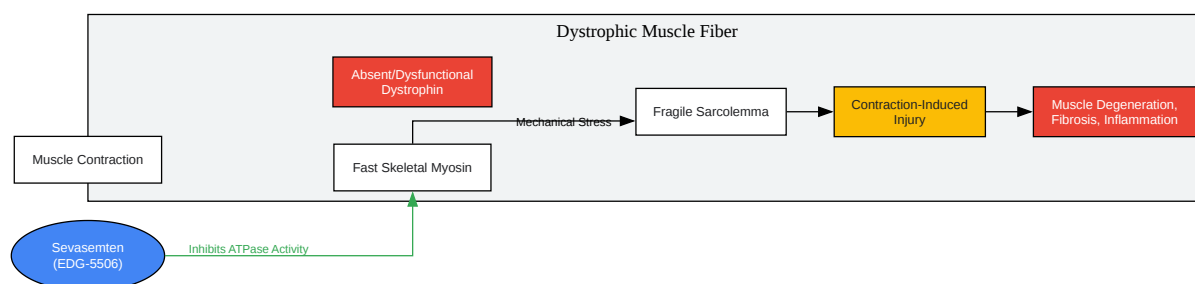 Dystrophic Muscle Fiber
Absent/Dysfunctional
Dystrophin
Mechanical Stress
Fragile Sarcolemma
Contraction-Induced
Injury
Muscle Degeneration,
Fibrosis, Inflammation
Muscle Contraction
Fast Skeletal Myosin
Sevasemten
(EDG-5506)
Inhibits ATPase Activity